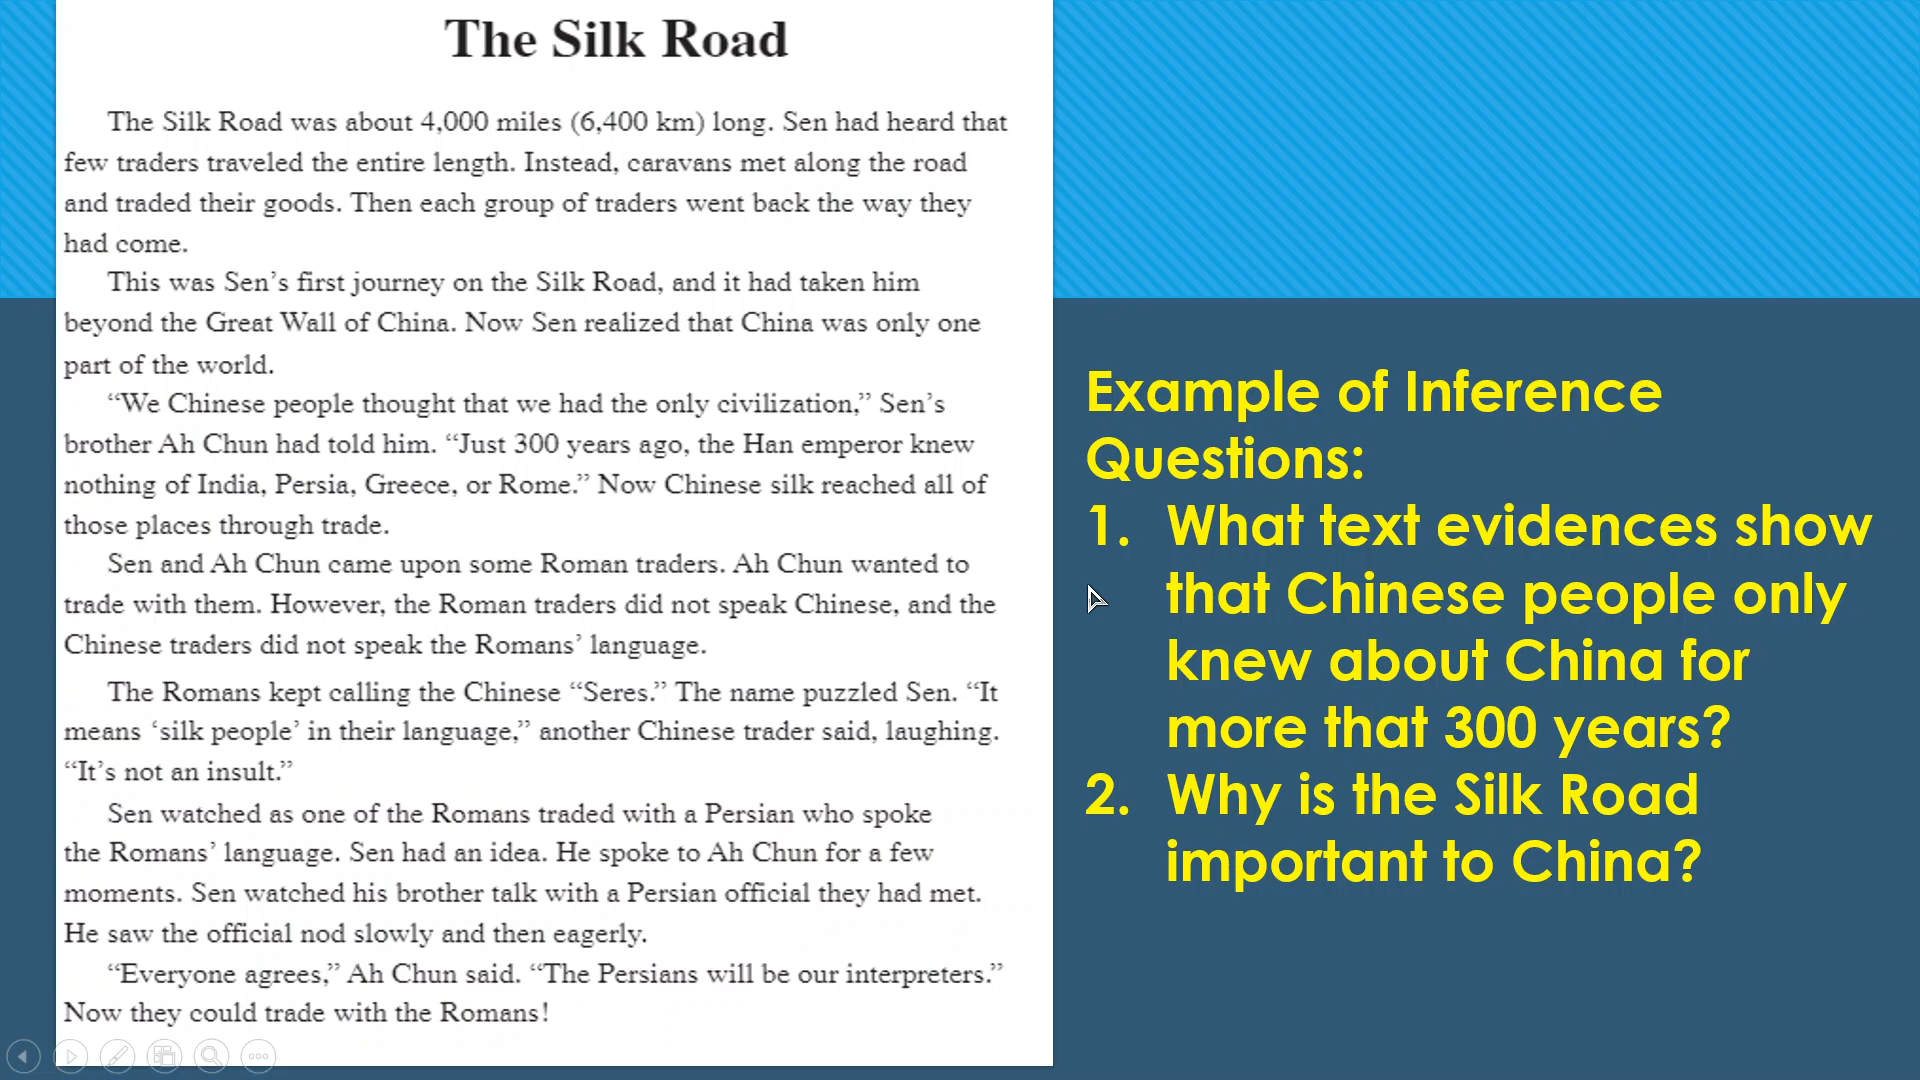 The Silk Road
The Silk Road was about 4,000 miles (6,400 km) long. Sen had heard that
few traders traveled the entire length. Instead, caravans met along the road
and traded their goods. Then each group of traders went back the way they
had come.
This was Sen’s first journey on the Silk Road, and it had taken him
beyond the Great Wall of China. Now Sen realized that China was only one
part of the world.
“We Chinese people thought that we had the only civilization,” Sen’s
brother Ah Chun had told him. “Just 300 years ago, the Han emperor knew
nothing of India, Persia, Greece, or Rome.” Now Chinese silk reached all of
those places through trade.
Sen and Ah Chun came upon some Roman traders. Ah Chun wanted to
trade with them. However, the Roman traders did not speak Chinese, and the
Chinese traders did not speak the Romans’ language.
The Romans kept calling the Chinese “Seres.” The name puzzled Sen. “It
means ‘silk people’ in their language,” another Chinese trader said, laughing.
“It’s not an insult.”
Sen watched as one of the Romans traded with a Persian who spoke
the Romans’ language. Sen had an idea. He spoke to Ah Chun for a few
moments. Sen watched his brother talk with a Persian official they had met.
He saw the official nod slowly and then eagerly.
“Everyone agrees,” Ah Chun said. “The Persians will be our interpreters.”
Now they could trade with the Romans!
Example of Inference
Questions:
1. What text evidences show
that Chinese people only
knew about China for
more that 300 years?
2. Why is the Silk Road
important to China?